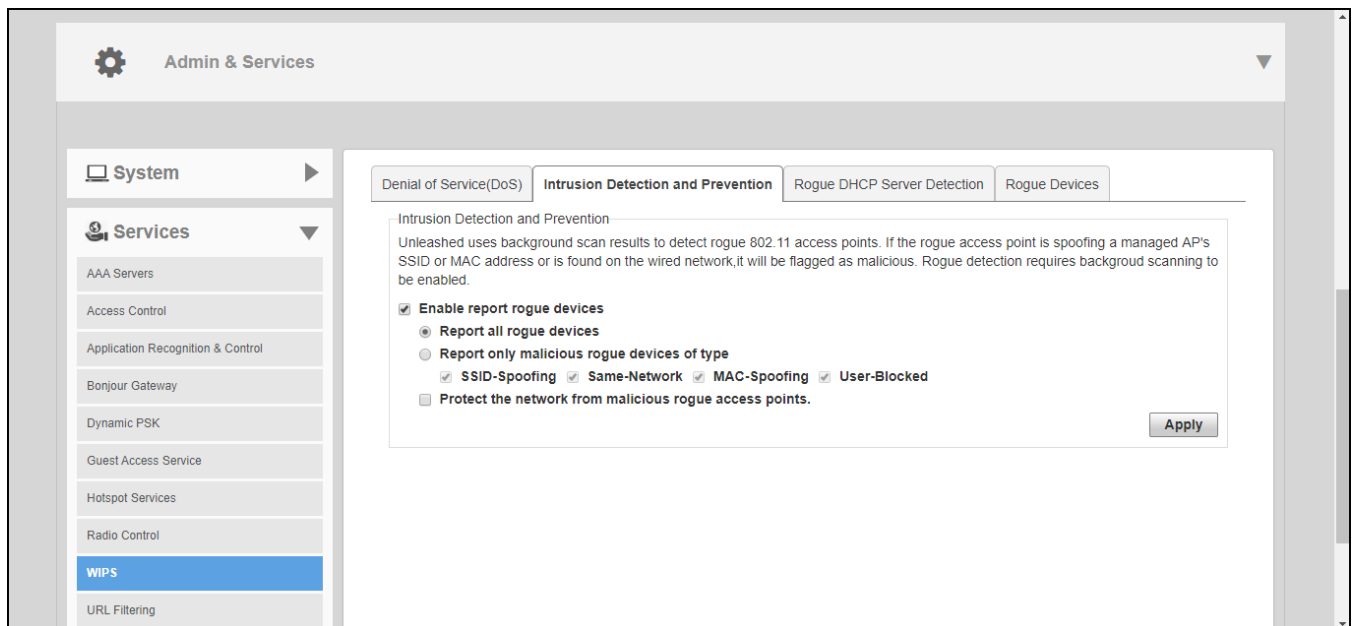 Admin & Services
System
Services
AAA Servers
Access Control
Application Recognition & Control
Bonjour Gateway
Dynamic PSK
Guest Access Service
Hotspot Services
Radio Control
WIPS
URL Filtering
Denial of Service(DoS) Intrusion Detection and Prevention Rogue DHCP Server Detection Rogue Devices
Intrusion Detection and Prevention
Unleashed uses background scan results to detect rogue 802.11 access points. If the rogue access point is spoofing a managed AP's
SSID or MAC address or is found on the wired network,it will be flagged as malicious. Rogue detection requires backgroud scanning to
be enabled.
Enable report rogue devices
Report all rogue devices
Report only malicious rogue devices of type
SSID-Spoofing Same-Network MAC-Spoofing User-Blocked
Protect the network from malicious rogue access points.
Apply